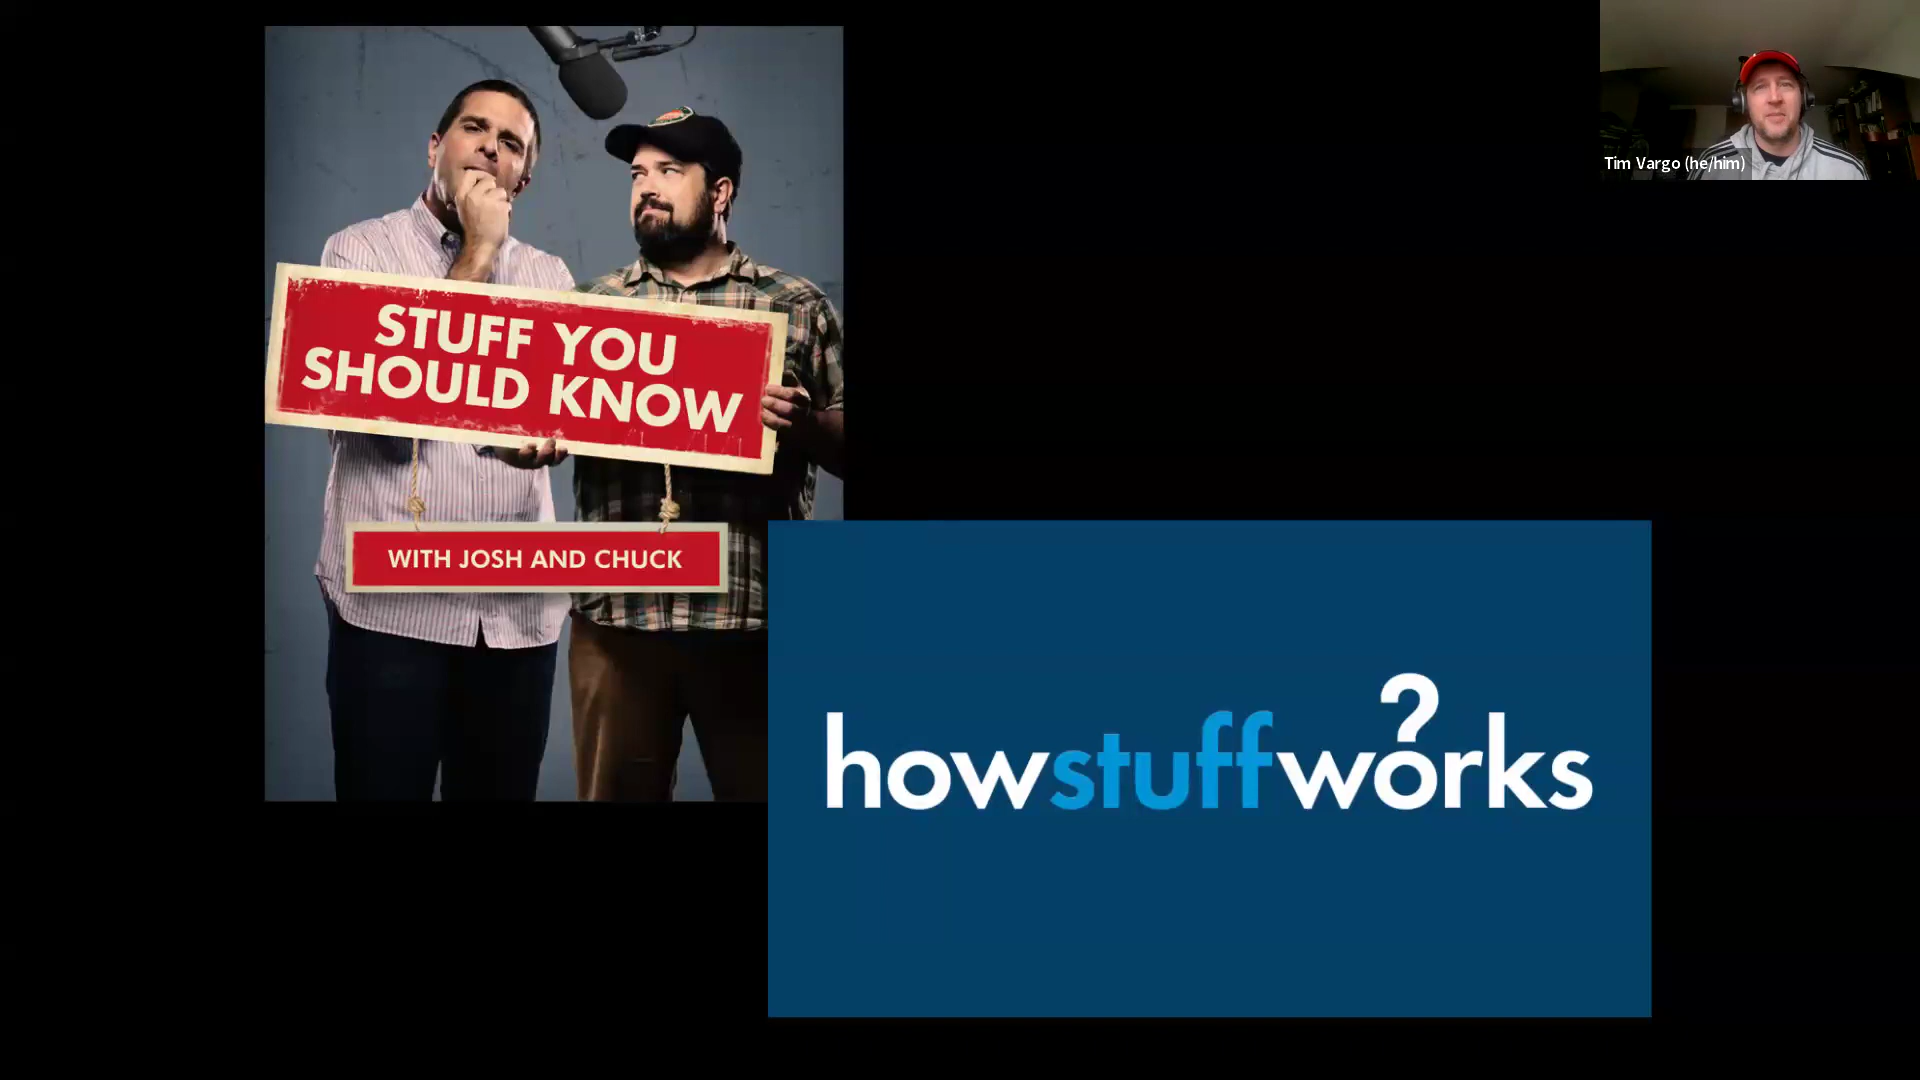 STUFF YOU
SHOULD KNOW
WITH JOSH AND CHUCK
howstuffworks
?
Tim Vargo (he/him)